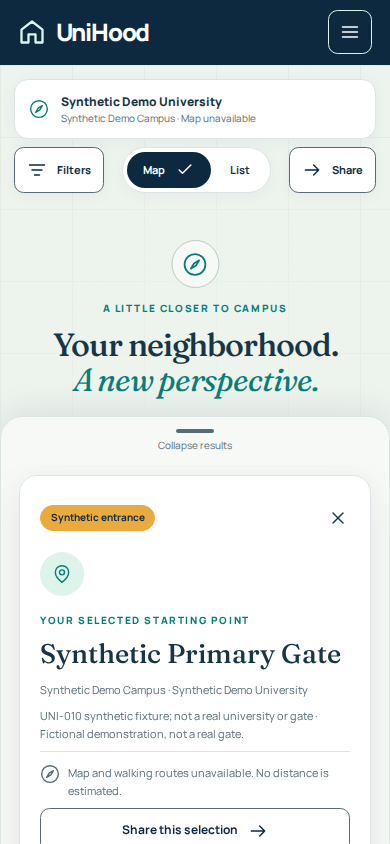 UniHood
Synthetic Demo University
Synthetic Demo Campus · Map unavailable
Filters
Map
List
Share
A LITTLE CLOSER TO CAMPUS
Your neighborhood.
A new perspective.
Collapse results
Synthetic entrance
YOUR SELECTED STARTING POINT
Synthetic Primary Gate
Synthetic Demo Campus · Synthetic Demo University
UNI-010 synthetic fixture; not a real university or gate ·
Fictional demonstration, not a real gate.
Map and walking routes unavailable. No distance is
estimated.
Share this selection